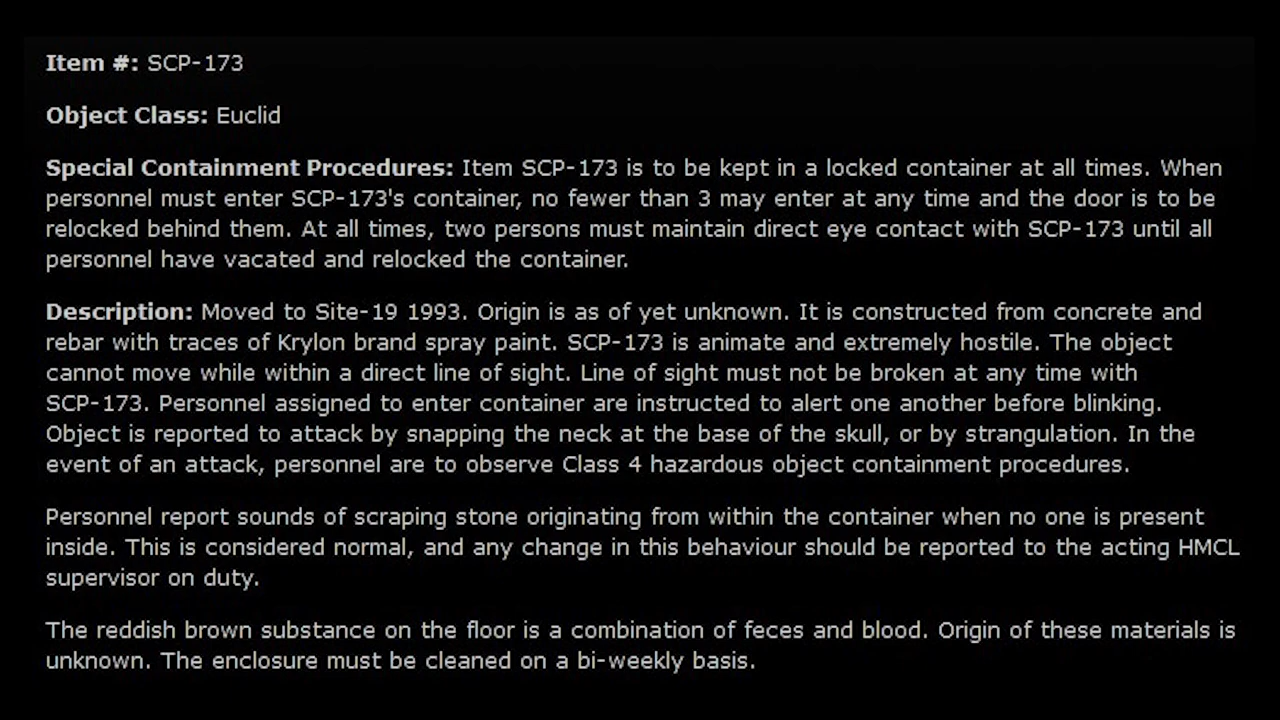 Item #: SCP-173
Object Class: Euclid
Special Containment Procedures: Item SCP-173 is to be kept in a locked container at all times. When
personnel must enter SCP-173's container, no fewer than 3 may enter at any time and the door is to be
relocked behind them. At all times, two persons must maintain direct eye contact with SCP-173 until all
personnel have vacated and relocked the container.
Description: Moved to Site-19 1993. Origin is as of yet unknown. It is constructed from concrete and
rebar with traces of Krylon brand spray paint. SCP-173 is animate and extremely hostile. The object
cannot move while within a direct line of sight. Line of sight must not be broken at any time with
SCP-173. Personnel assigned to enter container are instructed to alert one another before blinking.
Object is reported to attack by snapping the neck at the base of the skull, or by strangulation. In the
event of an attack, personnel are to observe Class 4 hazardous object containment procedures.
Personnel report sounds of scraping stone originating from within the container when no one is present
inside. This is considered normal, and any change in this behaviour should be reported to the acting HMCL
supervisor on duty.
The reddish brown substance on the floor is a combination of feces and blood. Origin of these materials is
unknown. The enclosure must be cleaned on a bi-weekly basis.